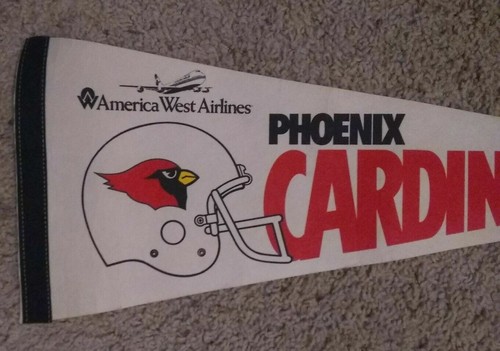 America West Airlines
PHOENIX
CARDIN